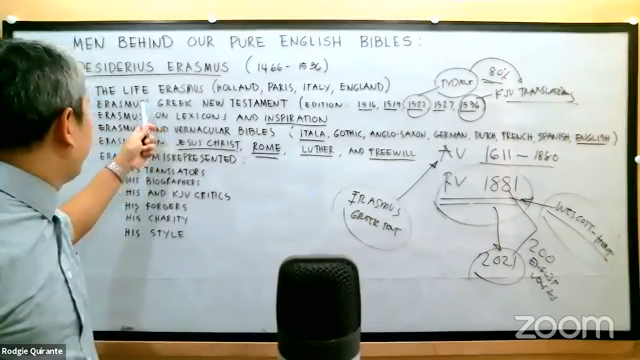 MEN BEHIND OUR PURE ENGLISH BIBLES:
DESIDERIUS ERASMUS (1466 - 1536)
THE LIFE ERASMUS (HOLLAND, PARIS, ITALY, ENGLAND)
ERASMUS GREEK NEW TESTAMENT (EDITION: 1516, 1519, 1522, 1527, 1536
ERASMUS ON LEXICONS AND INSPIRATION
ERASMUS AND VERNACULAR BIBLES (ITALA, GOTHIC, ANGLO-SAXON, GERMAN, DUTCH, FRENCH, SPANISH, ENGLISH)
ERASMUS ON JESUS CHRIST, ROME, LUTHER, AND FREEWILL
MISREPRESENTED:
HIS TRANSLATORS
HIS BIOGRAPHERS
HIS AND KJV CRITICS
HIS FORGERS
HIS CHARITY
HIS STYLE
TYNDALE
80%
KJV TRANSLATORS
AV 1611 - 1880
RV 1881
ERASMUS
GREEK TEXT
WESTCOTT-HORT
2021
200
ENGLISH
zoom
Rodgie Quirante